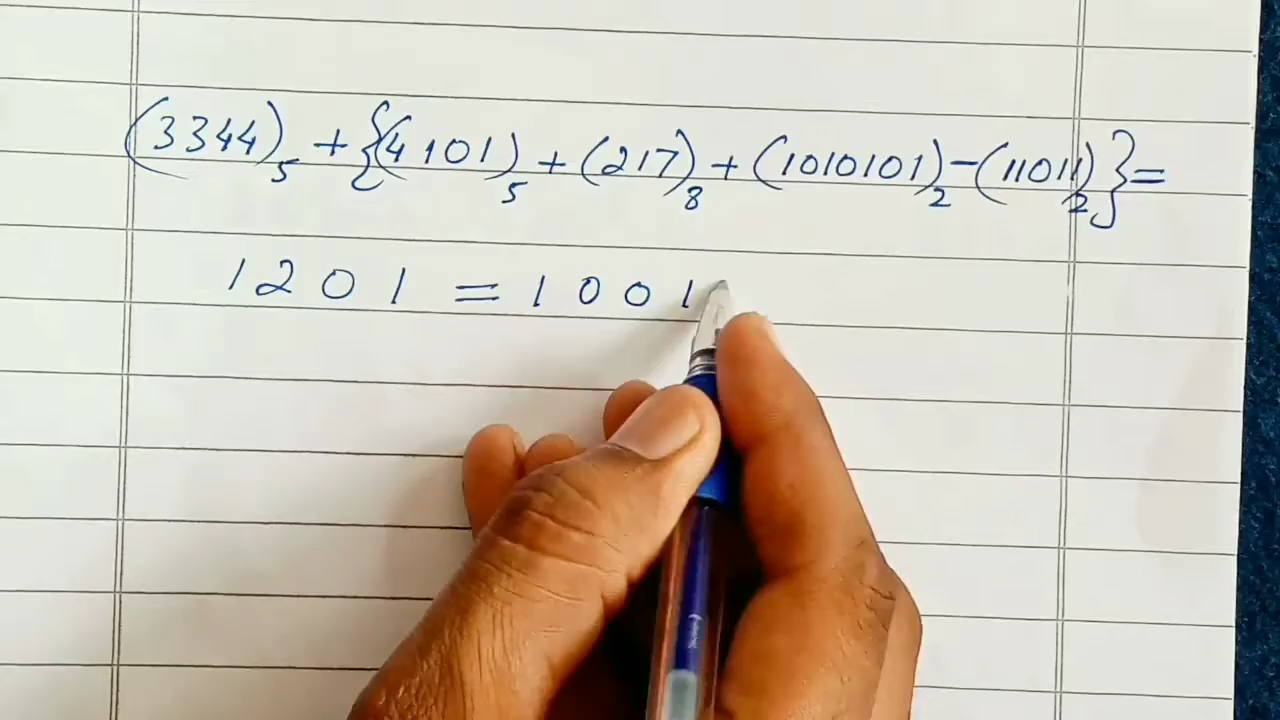 (3344)₅ + {(4101)₅ + (217)₈ + (1010101)₂ - (11011)₂} =
1201 = 1001